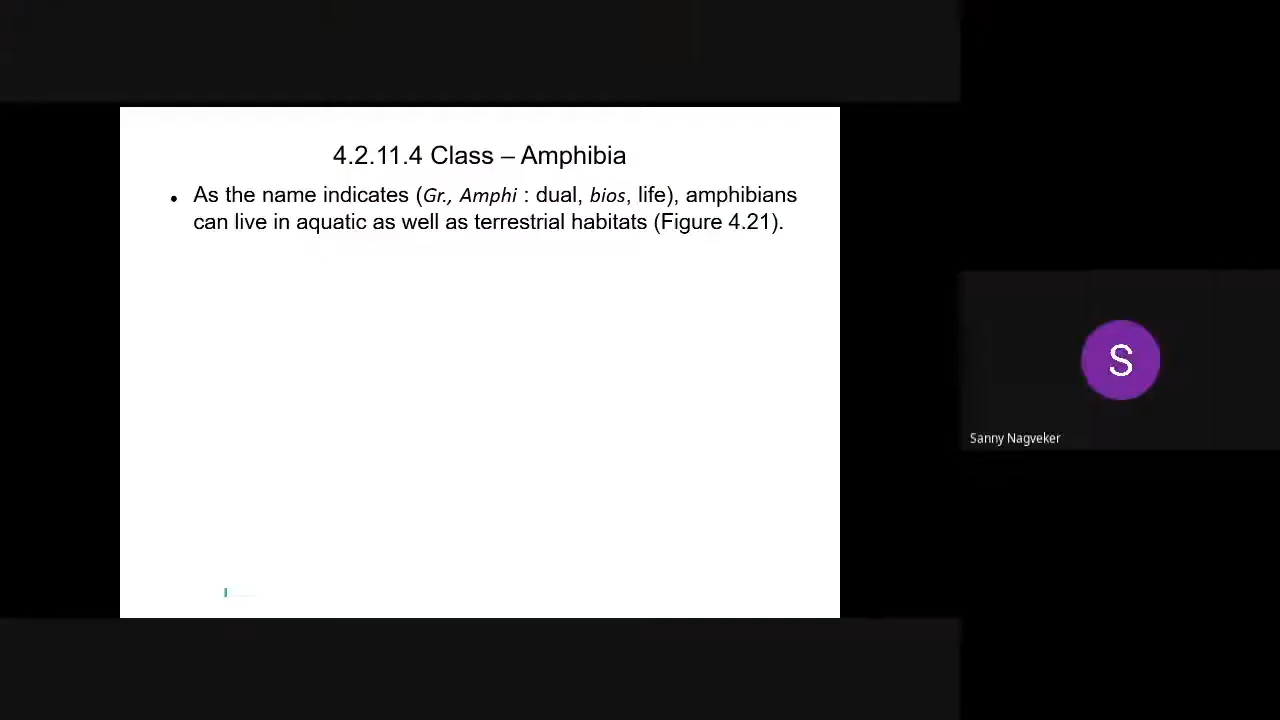 4.2.11.4 Class – Amphibia
• As the name indicates (Gr., Amphi : dual, bios, life), amphibians
can live in aquatic as well as terrestrial habitats (Figure 4.21).
S
Sanny Nagveker